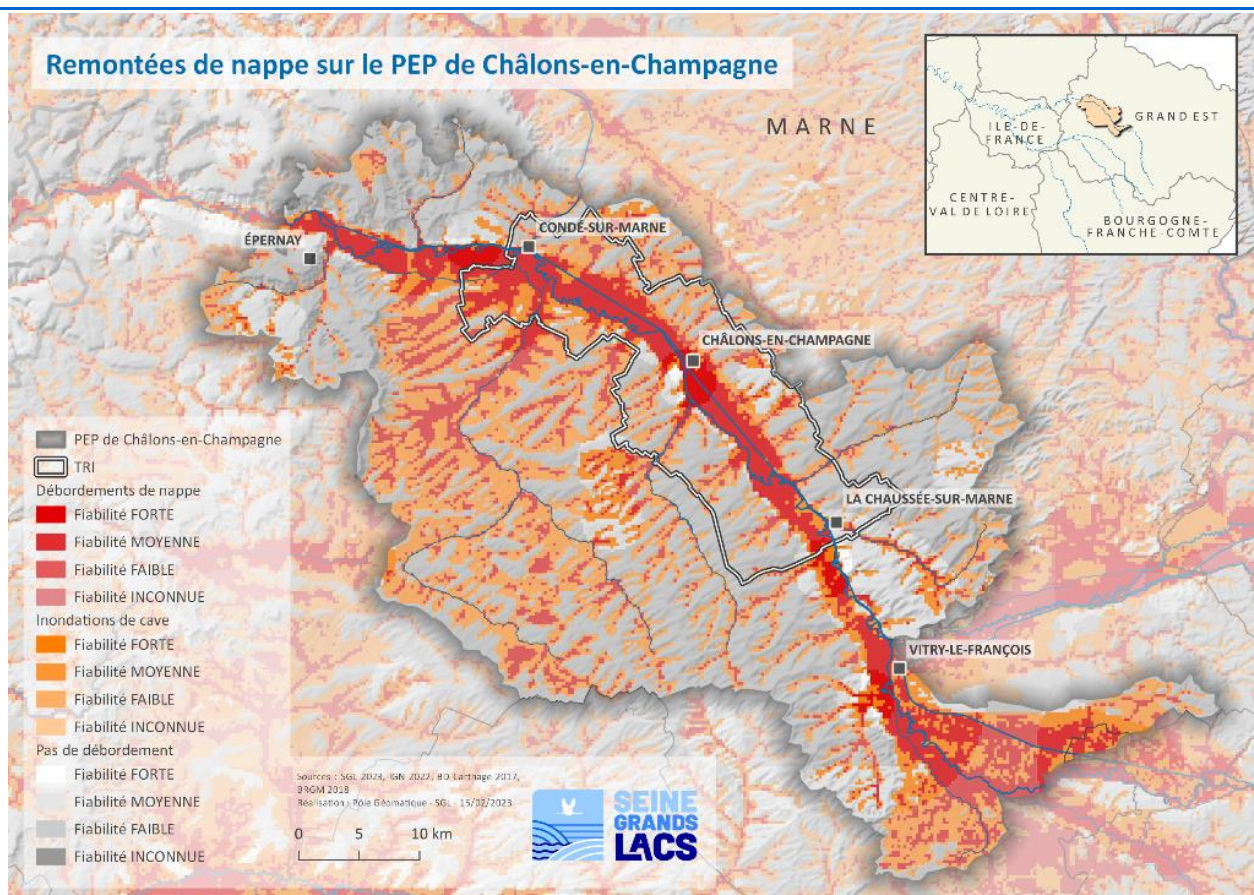 Remontées de nappe sur le PEP de Châlons-en-Champagne
MARNE
ILE-DE-
FRANCE
GRAND EST
CENTRE-
VAL DE LOIRE
BOURGOGNE-
FRANCHE-COMTE
ÉPERNAY
CONDÉ-SUR-MARNE
CHÂLONS-EN-CHAMPAGNE
LA CHAUSSÉE-SUR-MARNE
VITRY-LE-FRANÇOIS
PEP de Châlons-en-Champagne
TRI
Débordements de nappe
Fiabilité FORTE
Fiabilité MOYENNE
Fiabilité FAIBLE
Fiabilité INCONNUE
Inondations de cave
Fiabilité FORTE
Fiabilité MOYENNE
Fiabilité FAIBLE
Fiabilité INCONNUE
Pas de débordement
Fiabilité FORTE
Fiabilité MOYENNE
Fiabilité FAIBLE
Fiabilité INCONNUE
Sources : SGL 2023, IGN 2022, BD Carthage 2017,
BRGM 2018
Réalisation : Pôle Géomatique - SGL - 15/02/2023
0 5 10 km
SEINE
GRANDS
LACS